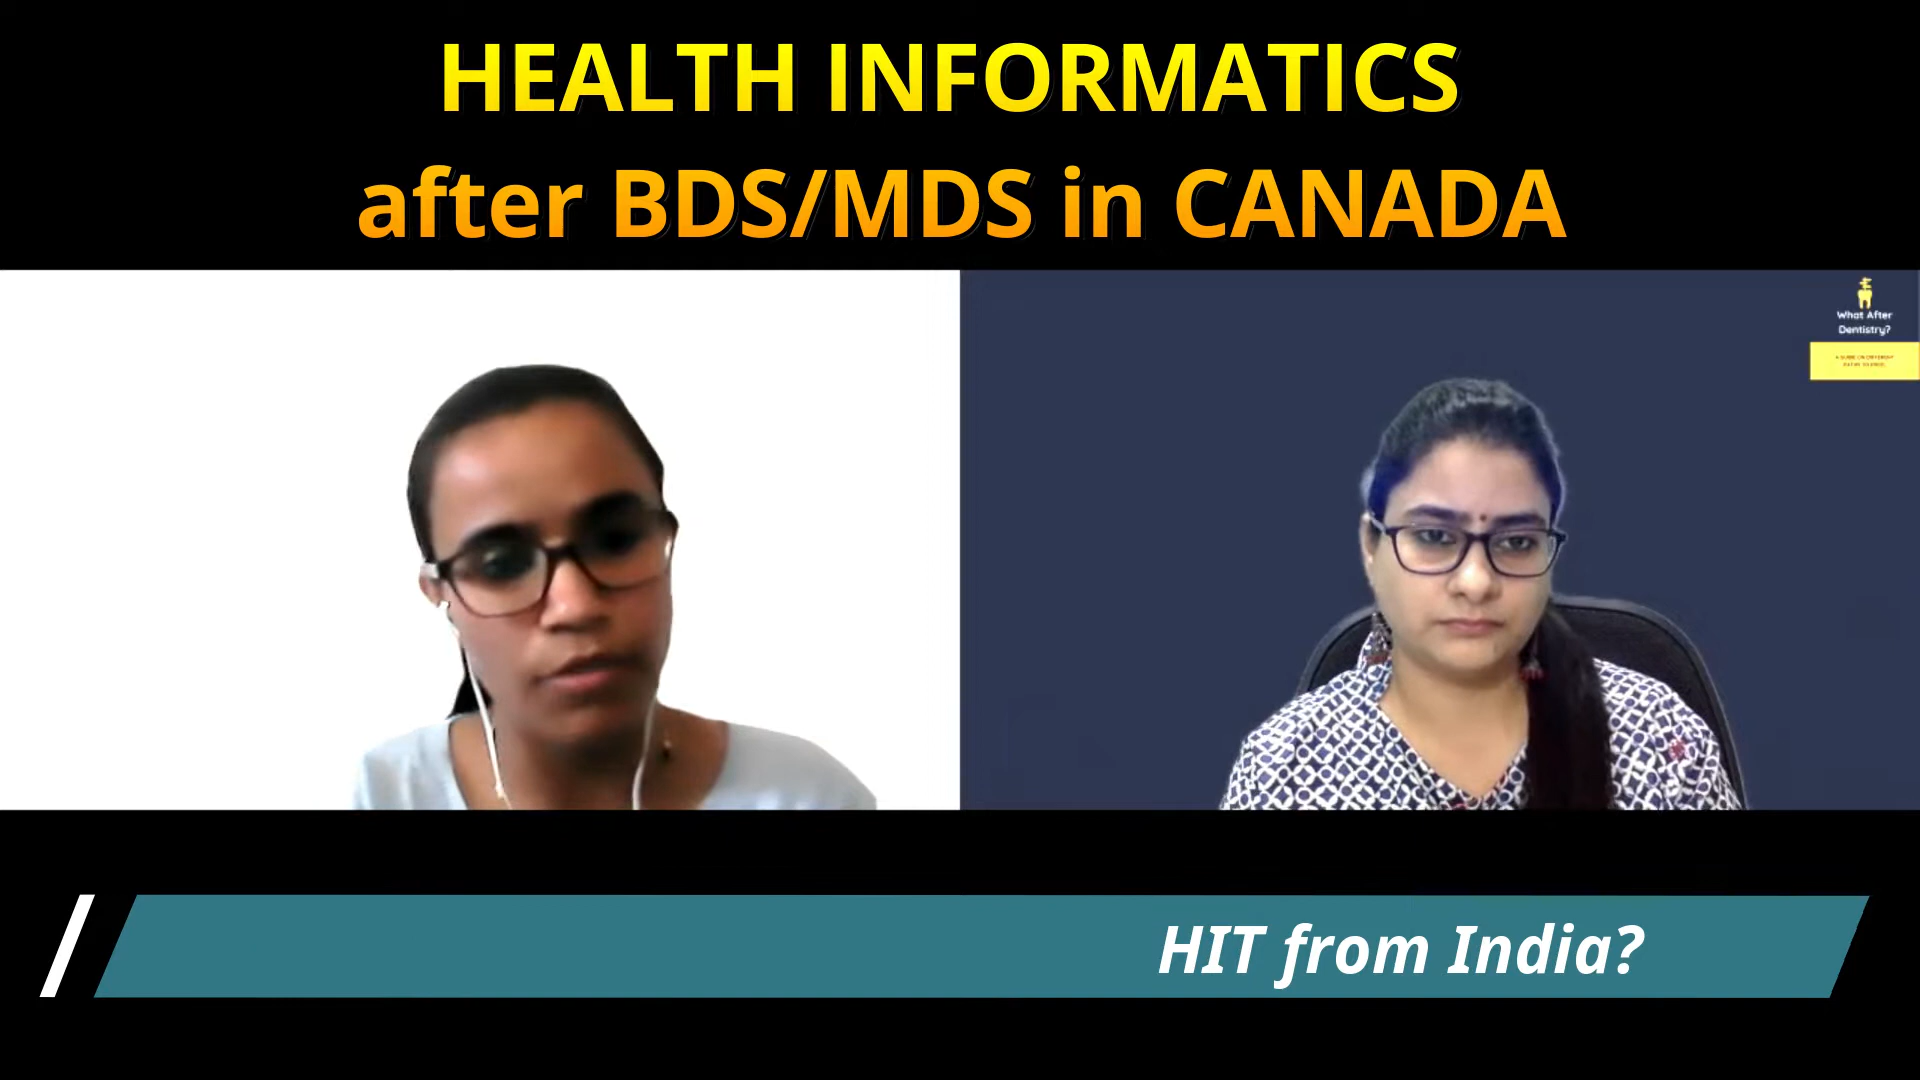 HEALTH INFORMATICS
after BDS/MDS in CANADA
What After
Dentistry?
HIT from India?